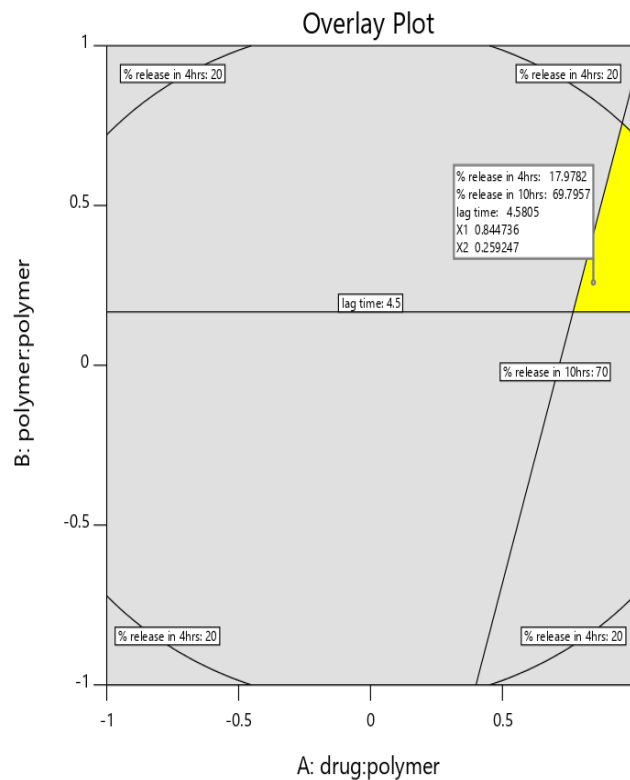 Overlay Plot
1
% release in 4hrs: 20
% release in 4hrs: 20
% release in 4hrs: 17.9782
% release in 10hrs: 69.7957
lag time: 4.5805
X1 0.844736
X2 0.259247
0.5
lag time: 4.5
B: polymer:polymer
0
% release in 10hrs: 70
-0.5
% release in 4hrs: 20
% release in 4hrs: 20
-1
-1
-0.5
0
0.5
A: drug:polymer